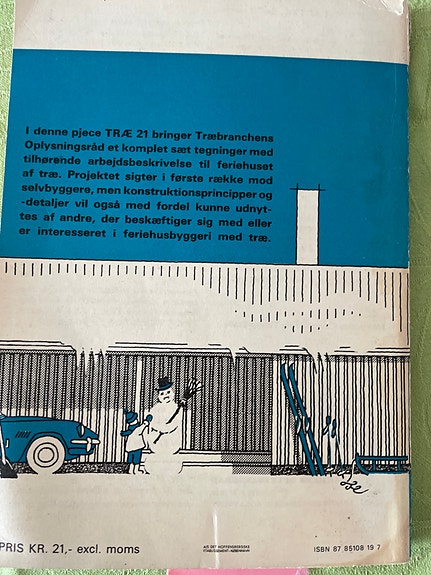 I denne pjece TRÆ 21 bringer Træbranchens
Oplysningsråd et komplet sæt tegninger med
tilhørende arbejdsbeskrivelse til feriehuset
af træ. Projektet sigter i første række mod
selvbyggere, men konstruktionsprincipper og
-detaljer vil også med fordel kunne udnyt-
tes af andre, der beskæftiger sig med eller
er interesseret i feriehusbyggeri med træ.
PRIS KR. 21,- excl. moms
ISBN 87 85108 19 7